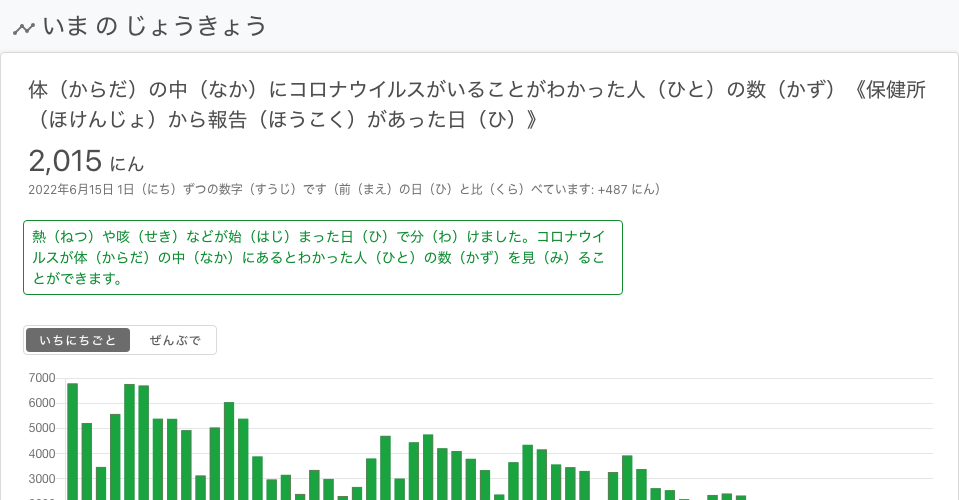 いま の じょうきょう
体（からだ）の中（なか）にコロナウイルスがいることがわかった人（ひと）の数（かず）《保健所
（ほけんじょ）から報告（ほうこく）があった日（ひ）》
2,015 にん
2022年6月15日 1日（にち）ずつの数字（すうじ）です（前（まえ）の日（ひ）と比（くら）べています: +487 にん）
熱（ねつ）や咳（せき）などが始（はじ）まった日（ひ）で分（わ）けました。コロナウイ
ルスが体（からだ）の中（なか）にあるとわかった人（ひと）の数（かず）を見（み）るこ
とができます。
いちにちごと ぜんぶで
7000
6000
5000
4000
3000